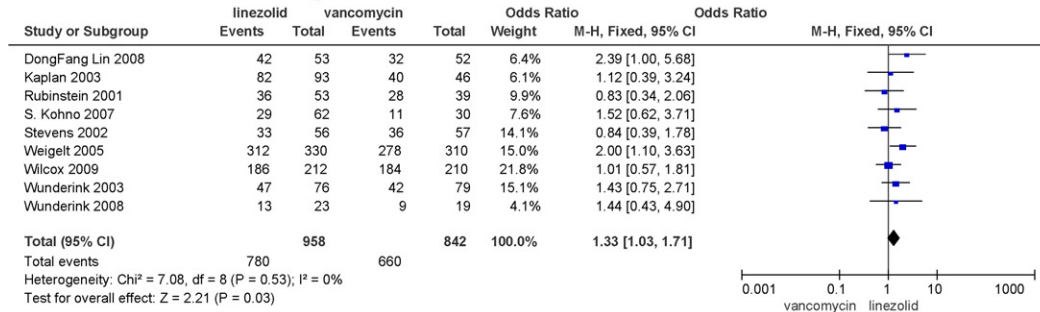 linezolid vancomycin Odds Ratio Odds Ratio
Study or Subgroup Events Total Events Total Weight M-H, Fixed, 95% CI M-H, Fixed, 95% CI
DongFang Lin 2008 42 53 32 52 6.4% 2.39 [1.00, 5.68]
Kaplan 2003 82 93 40 46 6.0% 1.12 [0.39, 3.24]
Rubinstein 2001 36 53 28 39 9.9% 0.83 [0.34, 2.06]
S. Kohno 2007 29 62 11 30 7.6% 1.52 [0.62, 3.71]
Stevens 2002 33 56 36 57 14.1% 0.84 [0.39, 1.78]
Weigelt 2005 312 330 278 310 15.0% 2.00 [1.10, 3.63]
Wilcox 2009 186 212 184 210 21.8% 1.01 [0.57, 1.81]
Wunderink 2003 47 76 42 79 15.1% 1.43 [0.75, 2.71]
Wunderink 2008 13 23 9 19 4.1% 1.44 [0.43, 4.90]
Total (95% CI) 958 842 100.0% 1.33 [1.03, 1.71]
Total events 780 660
Heterogeneity: Chi² = 7.08, df = 8 (P = 0.53); I² = 0%
Test for overall effect: Z = 2.21 (P = 0.03)
0.001 0.1 1 10 1000
vancomycin linezolid